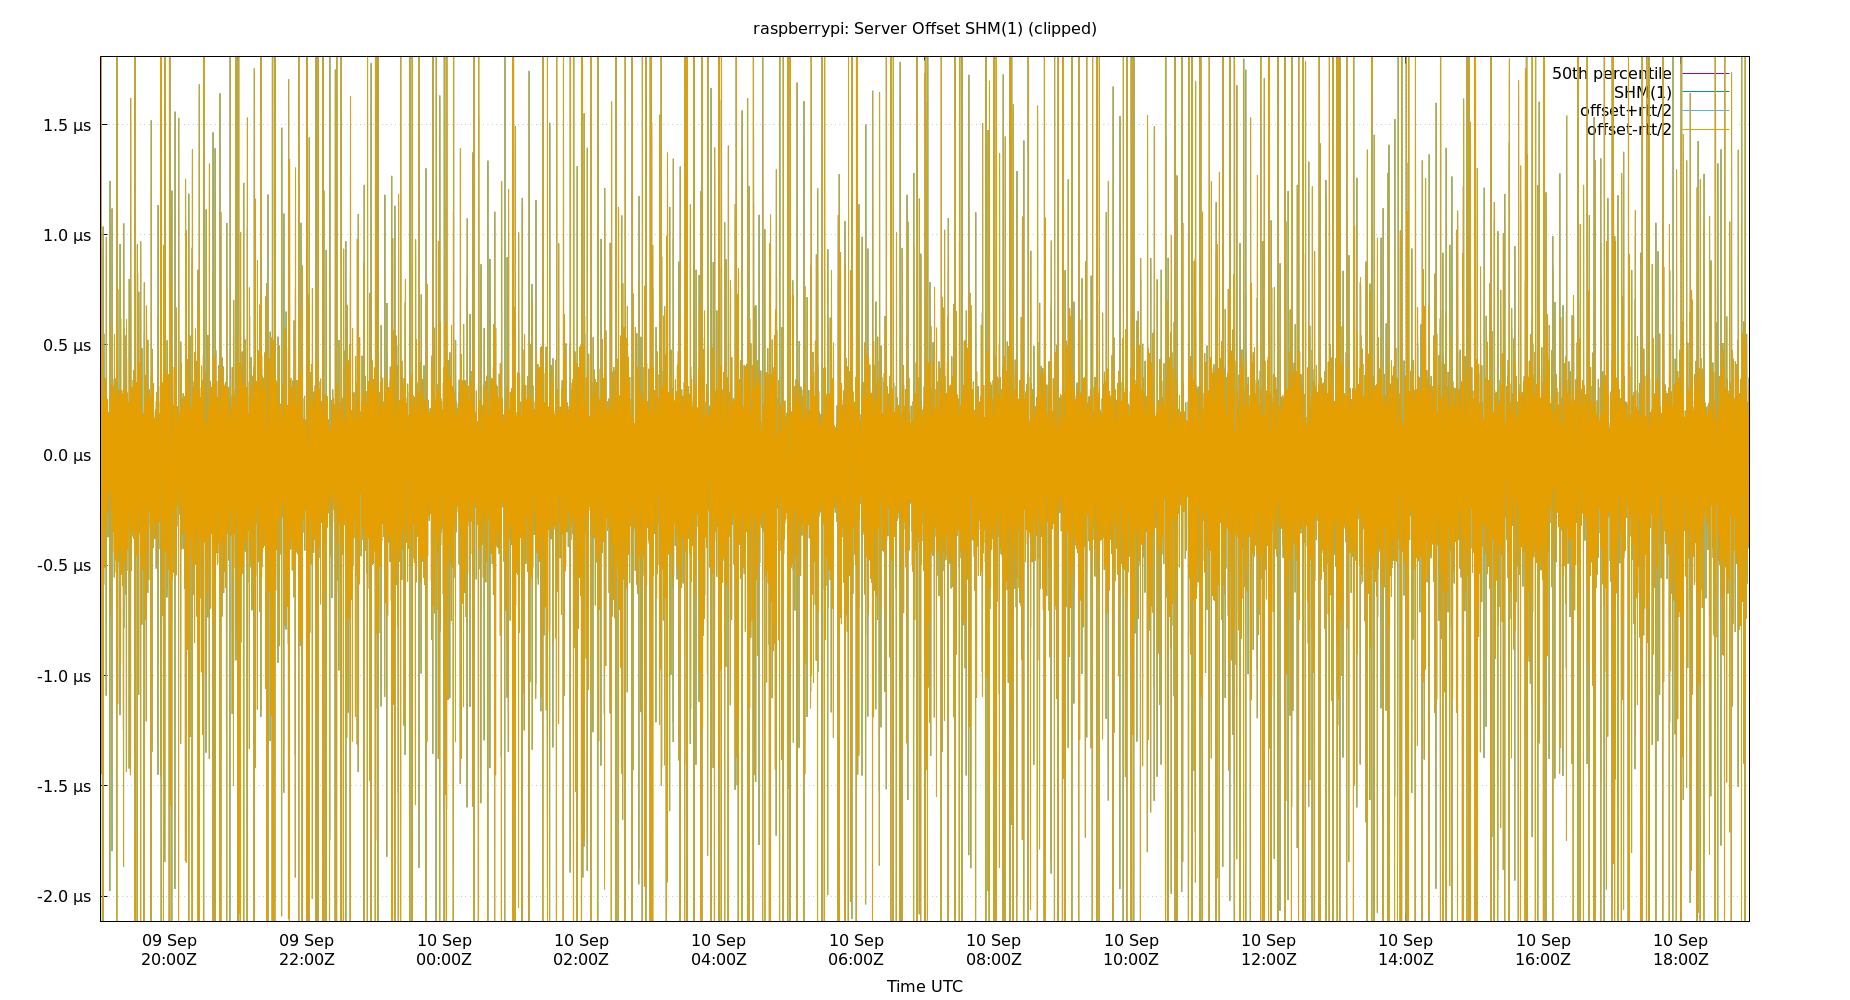 raspberrypi: Server Offset SHM(1) (clipped)
50th percentile
SHM(1)
offset+rtt/2
offset-rtt/2
1.5 µs
1.0 µs
0.5 µs
0.0 µs
-0.5 µs
-1.0 µs
-1.5 µs
-2.0 µs
09 Sep 09 Sep 10 Sep 10 Sep 10 Sep 10 Sep 10 Sep 10 Sep 10 Sep 10 Sep 10 Sep 10 Sep
20:00Z 22:00Z 00:00Z 02:00Z 04:00Z 06:00Z 08:00Z 10:00Z 12:00Z 14:00Z 16:00Z 18:00Z
Time UTC